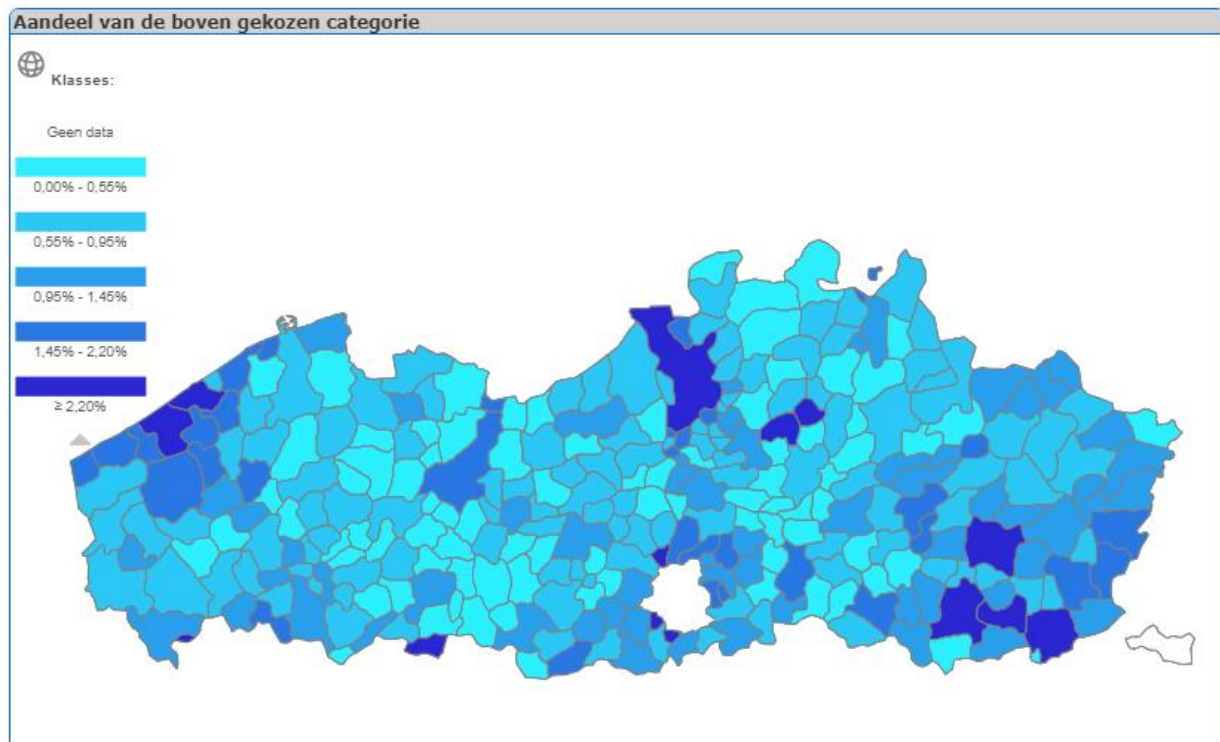 Aandeel van de boven gekozen categorie
Klasses:
Geen data
0,00% - 0,55%
0,55% - 0,95%
0,95% - 1,45%
1,45% - 2,20%
≥ 2,20%